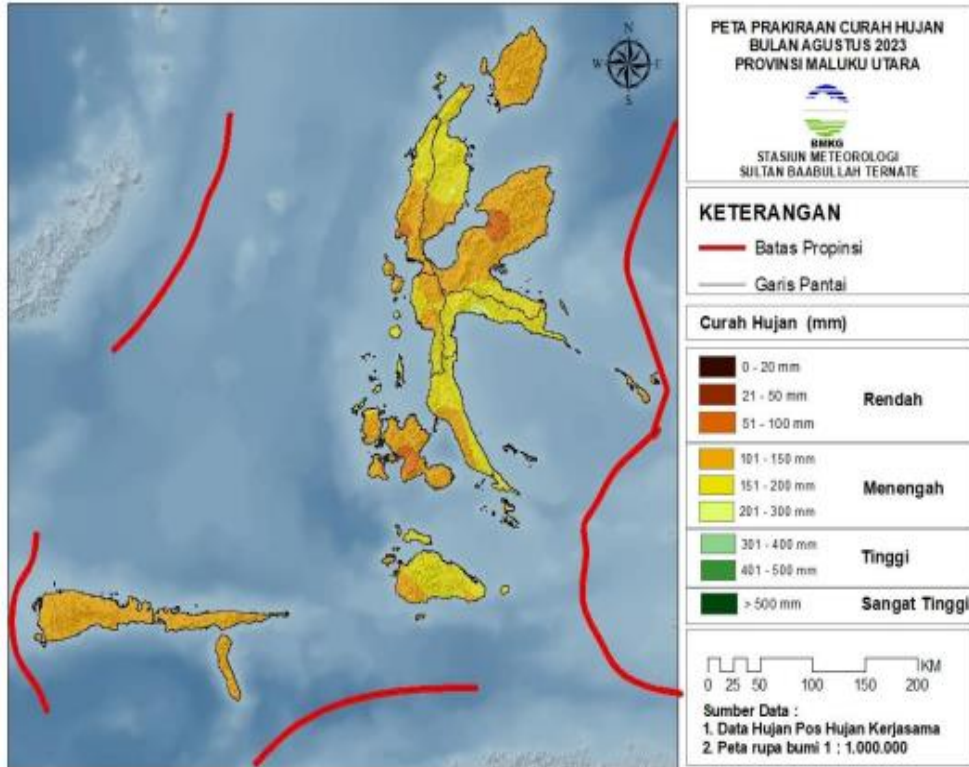 PETA PRAKIRAAN CURAH HUJAN
BULAN AGUSTUS 2023
PROVINSI MALUKU UTARA
BMKG
STASIUN METEOROLOGI
SULTAN BAABULLAH TERNATE
N
W E
S
KETERANGAN
Batas Propinsi
Garis Pantai
Curah Hujan (mm)
0 - 20 mm
21 - 50 mm
Rendah
51 - 100 mm
101 - 150 mm
151 - 200 mm
Menengah
201 - 300 mm
301 - 400 mm
Tinggi
401 - 500 mm
> 500 mm
Sangat Tinggi
KM
0 25 50 100 150 200
Sumber Data :
1. Data Hujan Pos Hujan Kerjasama
2. Peta rupa bumi 1 : 1.000.000